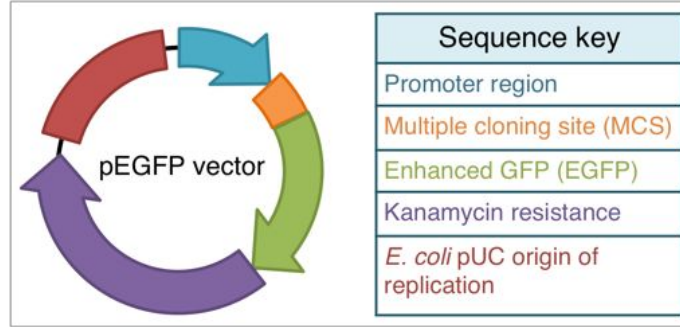 pEGFP vector
Sequence key
Promoter region
Multiple cloning site (MCS)
Enhanced GFP (EGFP)
Kanamycin resistance
E. coli pUC origin of
replication